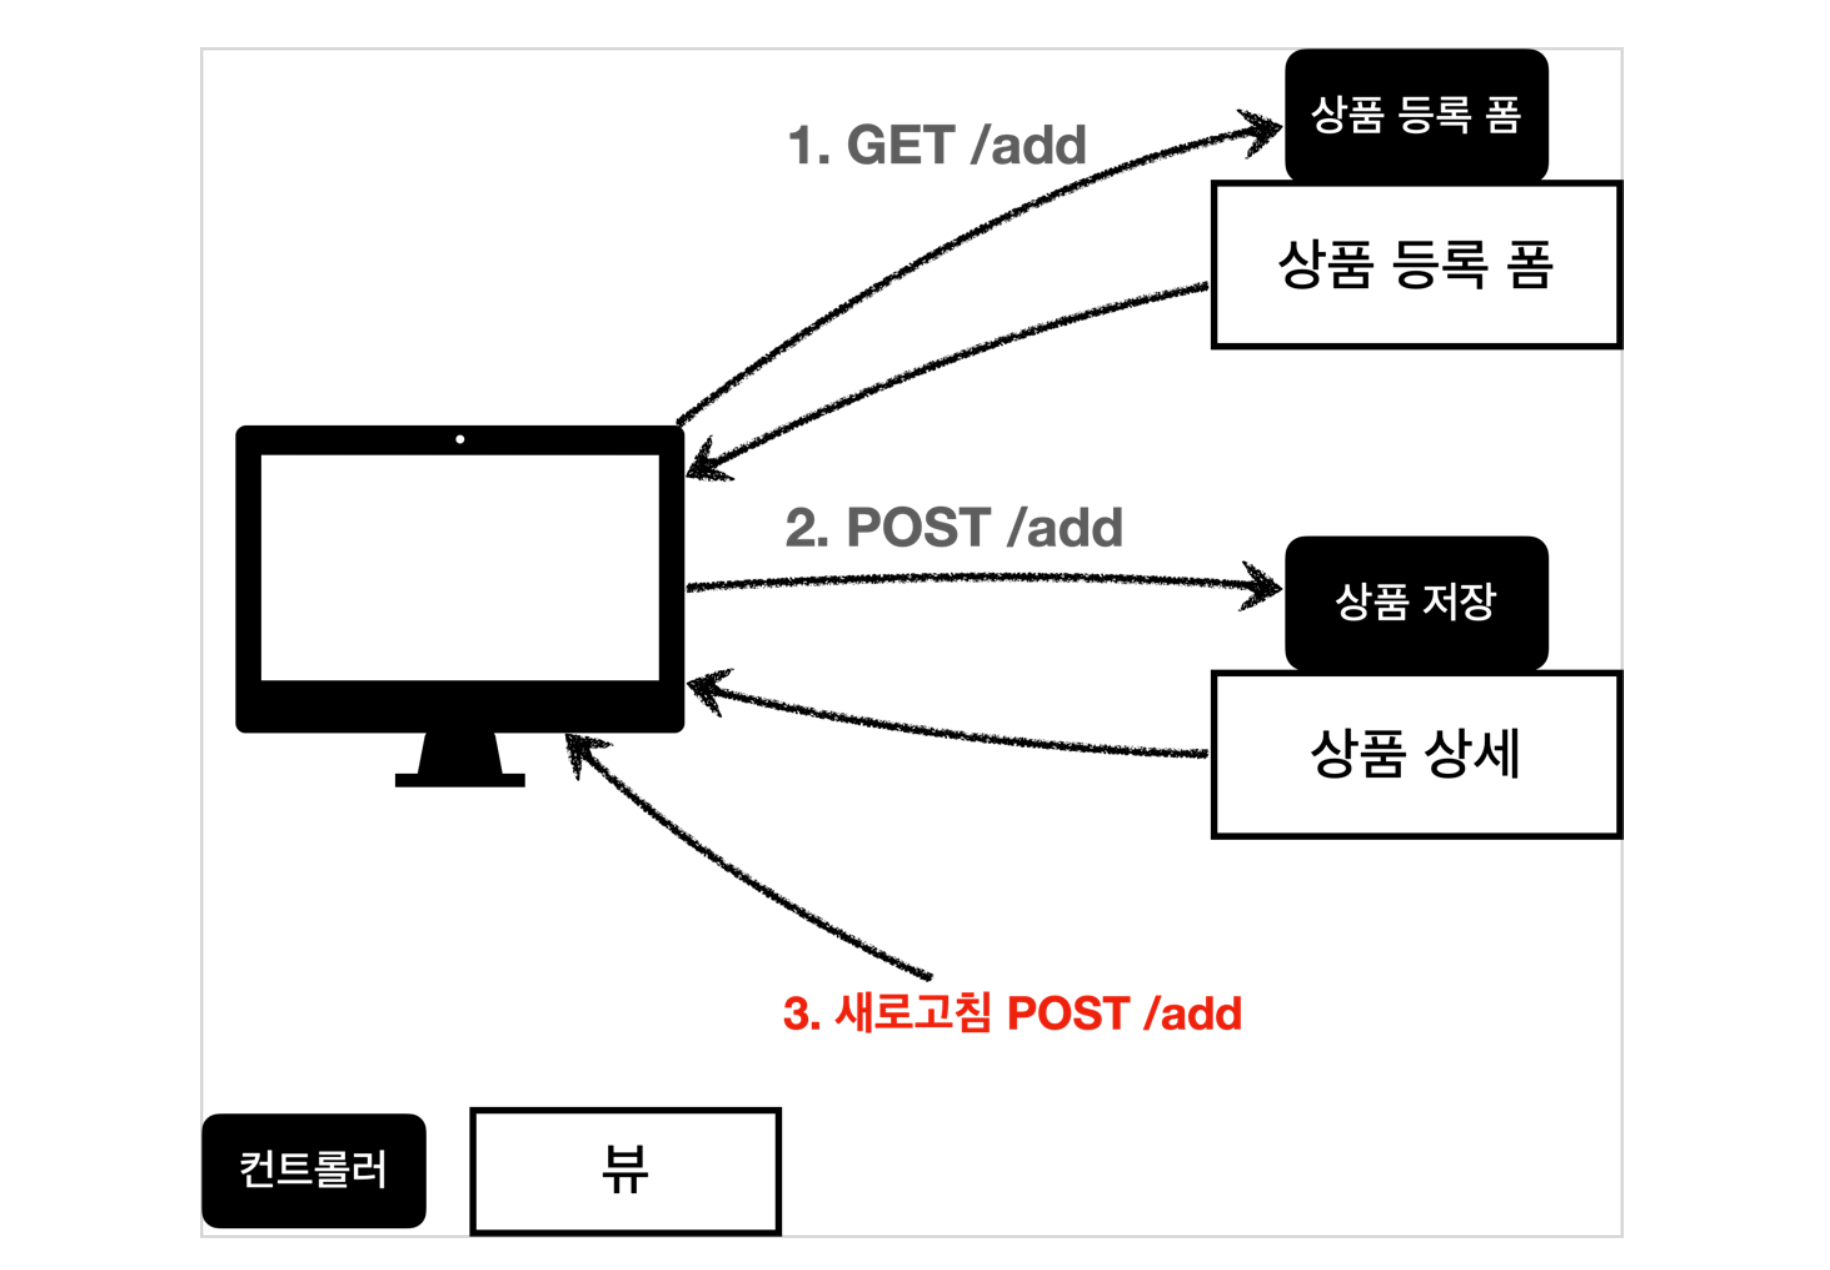 상품 등록 폼
1. GET /add
상품 등록 폼
2. POST /add
상품 저장
상품 상세
3. 새로고침 POST /add
컨트롤러
뷰